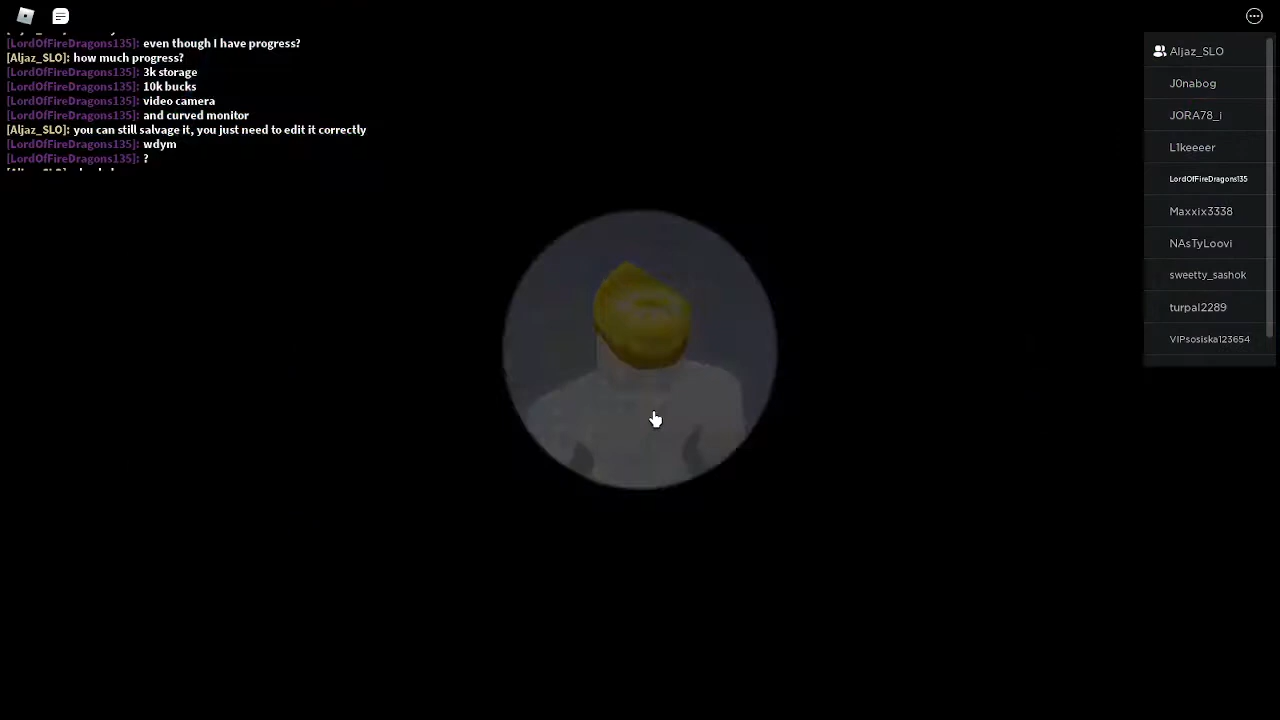 [LordOfFireDragons135]: even though I have progress?
[Aljaz_SLO]: how much progress?
[LordOfFireDragons135]: 3k storage
[LordOfFireDragons135]: 10k bucks
[LordOfFireDragons135]: video camera
[LordOfFireDragons135]: and curved monitor
[Aljaz_SLO]: you can still salvage it, you just need to edit it correctly
[LordOfFireDragons135]: wdym
[LordOfFireDragons135]: ?
Aljaz_SLO
J0nabog
JORA78_i
L1keeeer
LordOfFireDragons135
Maxxix3338
NAsTyLoovi
sweetty_sashok
turpal2289
VIPsosiska123654